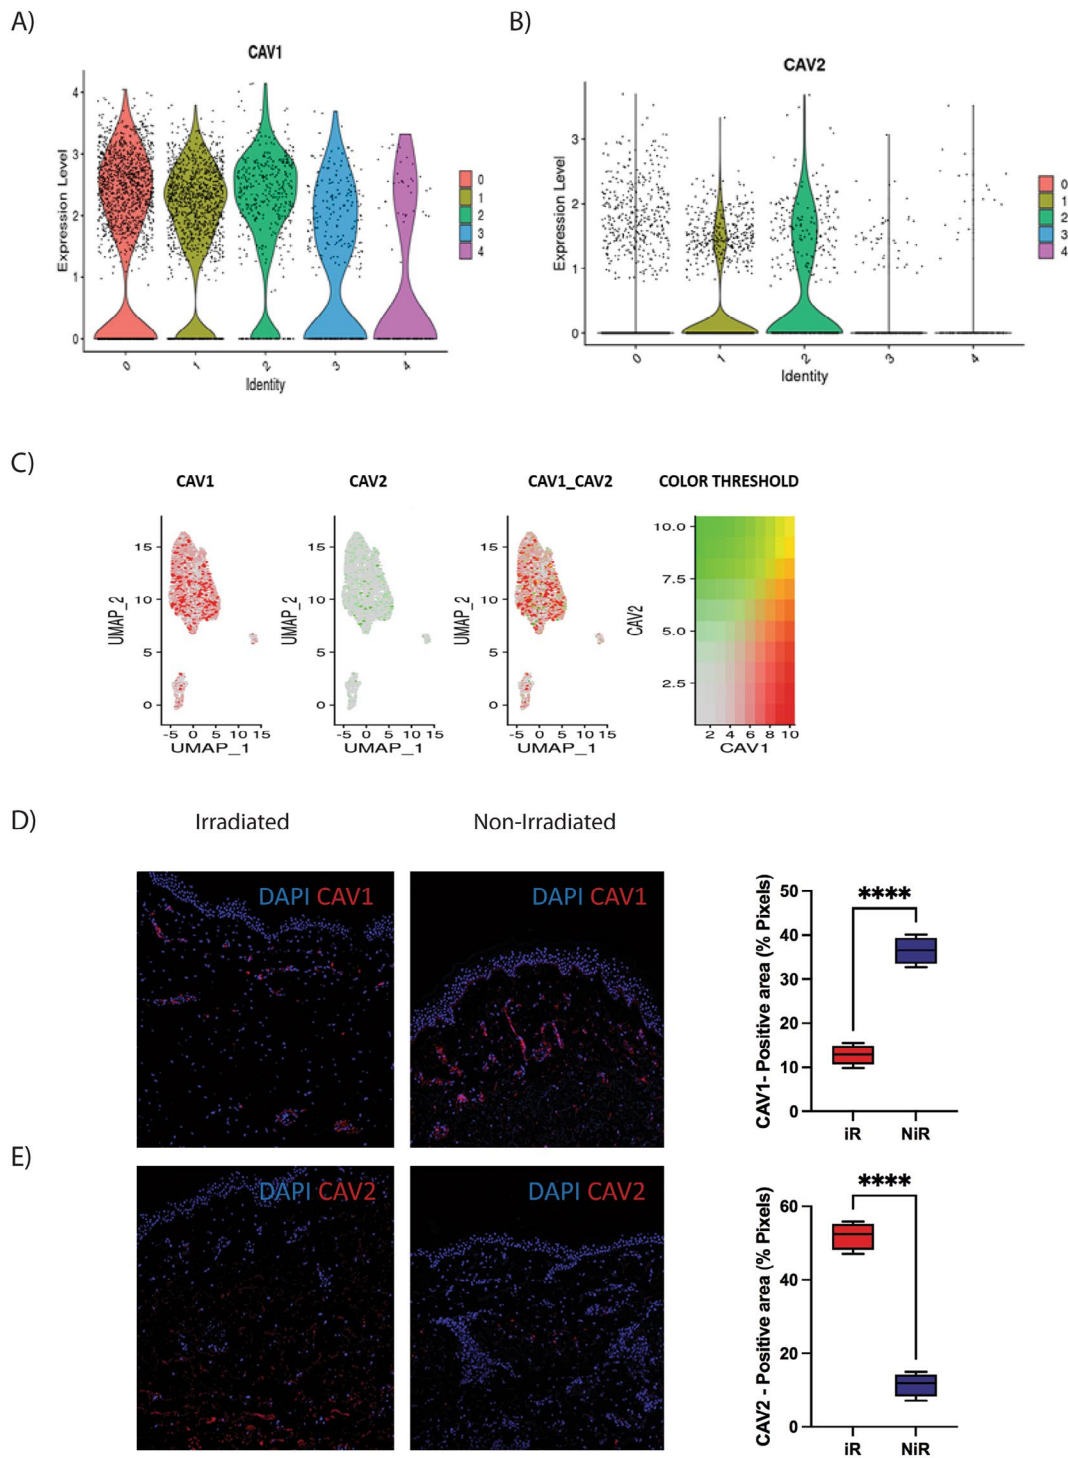 A)
CAV1
Expression Level
4
3
2
1
0
0 1 2 3 4
Identity
0
1
2
3
4
B)
CAV2
Expression Level
3
2
1
0
0 1 2 3 4
Identity
0
1
2
3
4
C)
CAV1 CAV2 CAV1_CAV2 COLOR THRESHOLD
UMAP_2
15
10
5
0
-5 0 5 10 15
UMAP_1
UMAP_2
15
10
5
0
-5 0 5 10 15
UMAP_1
UMAP_2
15
10
5
0
-5 0 5 10 15
UMAP_1
CAV2
10.0
7.5
5.0
2.5
2 4 6 8 10
CAV1
D)
Irradiated Non-Irradiated
DAPI CAV1
DAPI CAV1
CAV1- Positive area (% Pixels)
50
40
30
20
10
0
****
iR NiR
E)
DAPI CAV2
DAPI CAV2
CAV2 - Positive area (% Pixels)
60
40
20
0
****
iR NiR